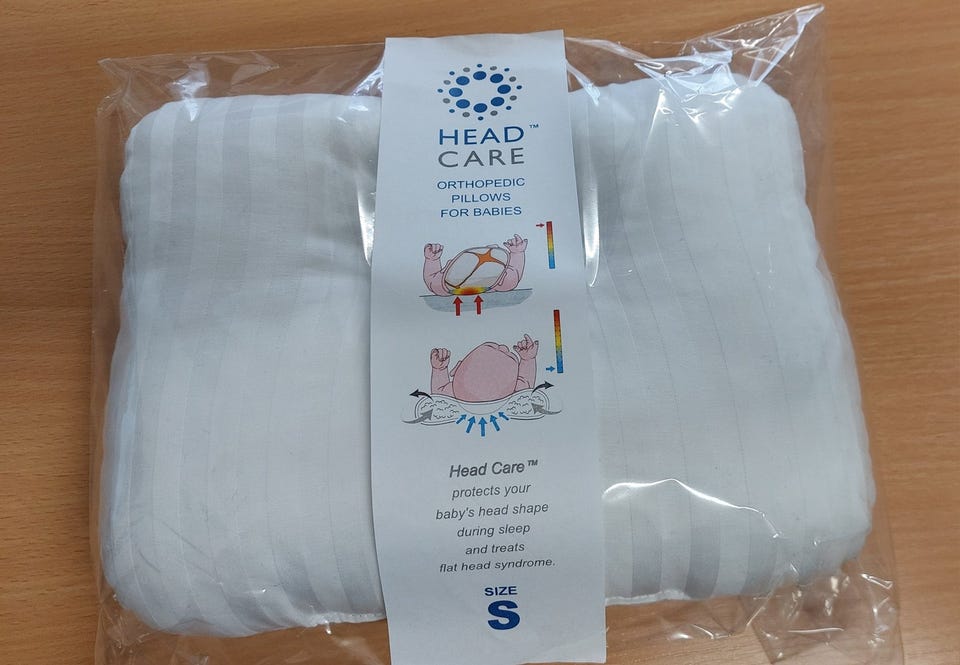 HEAD™
CARE
ORTHOPEDIC
PILLOWS
FOR BABIES
Head Care™
protects your
baby's head shape
during sleep
and treats
flat head syndrome.
SIZE
S